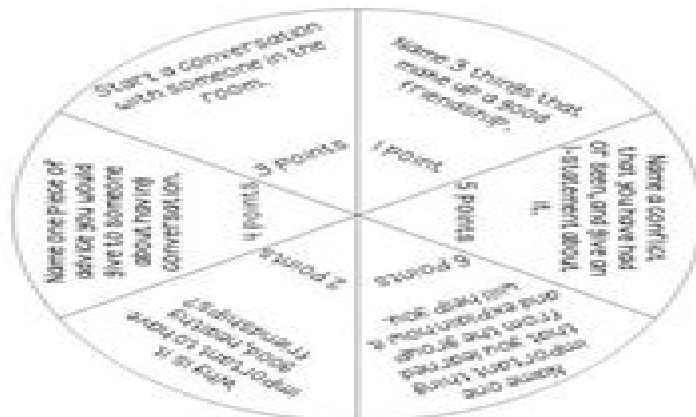 Start a conversation
with someone in the
room.
3 Points
Name 3 things that
make up a good
friendship.
1 point
Name a conflict
that you have had
or seen, and give an
I-statement about
it.
5 Points
Name one
important thing
that you learned
from the group
and explain how it
will help you.
6 Points
Why is it
important to have
good, healthy
friendships?
2 Points
Name one Piece of
advice you would
give to someone
about having
conversation.
4 points